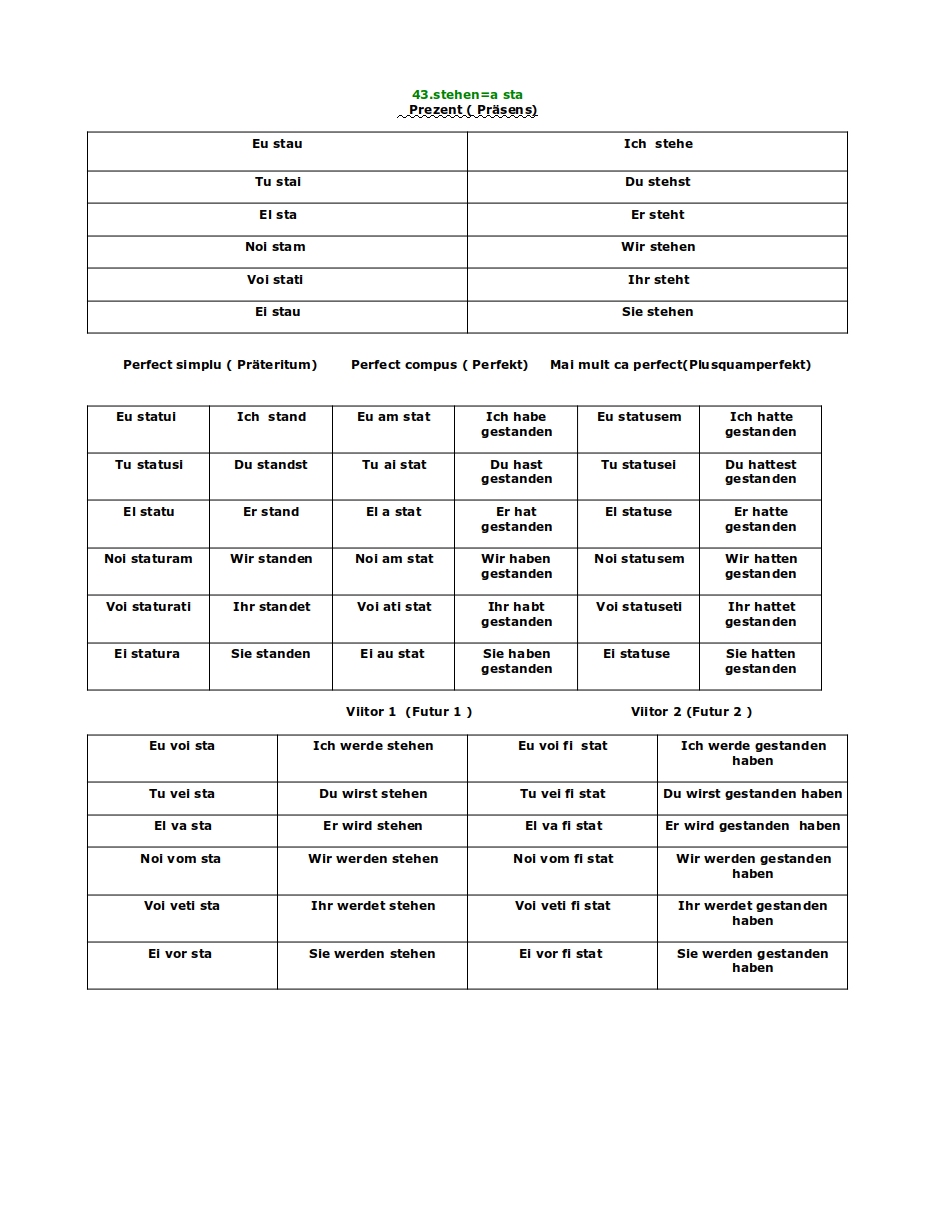 43.stehen=a sta
Prezent ( Präsens)
Eu stau Ich stehe
Tu stai Du stehst
El sta Er steht
Noi stam Wir stehen
Voi stati Ihr steht
Ei stau Sie stehen
Perfect simplu ( Präteritum) Perfect compus ( Perfekt) Mai mult ca perfect(Plusquamperfekt)
Eu statui Ich stand Eu am stat Ich habe Eu statusem Ich hatte
gestanden gestanden
Tu statusi Du standst Tu ai stat Du hast Tu statusei Du hattest
gestanden gestanden
El statu Er stand El a stat Er hat El statuse Er hatte
gestanden gestanden
Noi staturam Wir standen Noi am stat Wir haben Noi statusem Wir hatten
gestanden gestanden
Voi staturati Ihr standet Voi ati stat Ihr habt Voi statuseti Ihr hattet
gestanden gestanden
Ei statura Sie standen Ei au stat Sie haben Ei statuse Sie hatten
gestanden gestanden
Viitor 1 (Futur 1 ) Viitor 2 (Futur 2 )
Eu voi sta Ich werde stehen Eu voi fi stat Ich werde gestanden
haben
Tu vei sta Du wirst stehen Tu vei fi stat Du wirst gestanden haben
El va sta Er wird stehen El va fi stat Er wird gestanden haben
Noi vom sta Wir werden stehen Noi vom fi stat Wir werden gestanden
haben
Voi veti sta Ihr werdet stehen Voi veti fi stat Ihr werdet gestanden
haben
Ei vor sta Sie werden stehen Ei vor fi stat Sie werden gestanden
haben